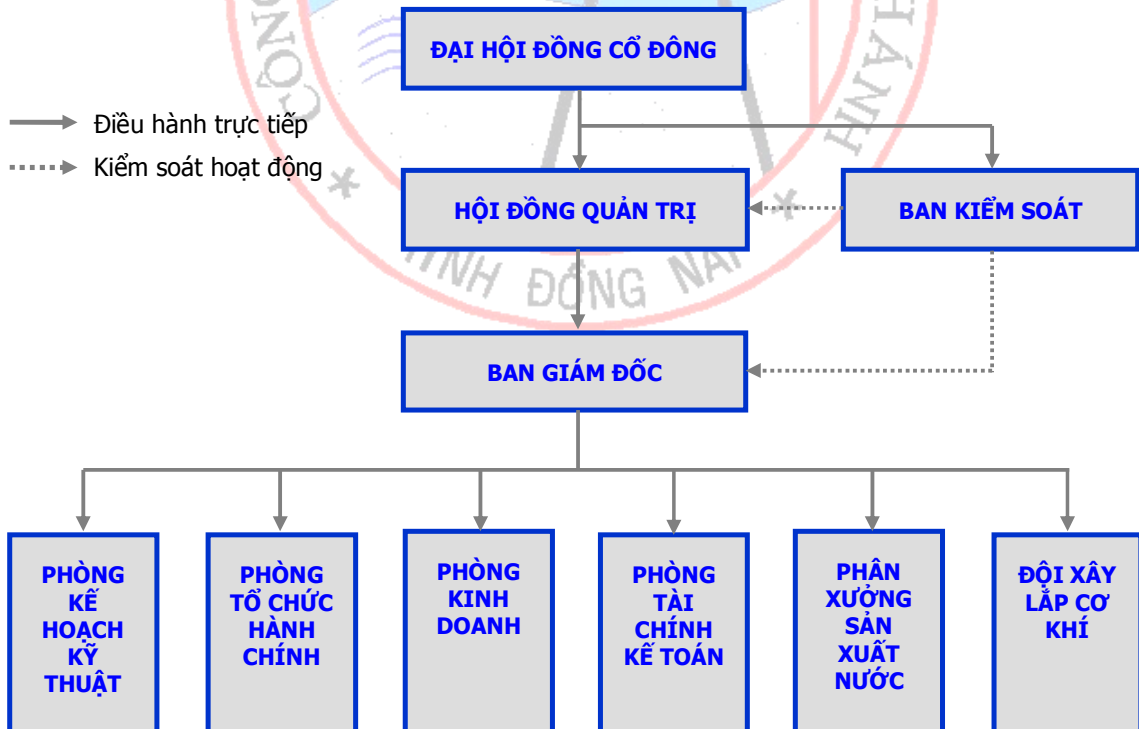 ĐẠI HỘI ĐỒNG CỔ ĐÔNG
Điều hành trực tiếp
Kiểm soát hoạt động
HỘI ĐỒNG QUẢN TRỊ
BAN KIỂM SOÁT
ĐỒNG
BAN GIÁM ĐỐC
PHÒNG
KẾ
HOẠCH
KỸ
THUẬT
PHÒNG
TỔ CHỨC
HÀNH
CHÍNH
PHÒNG
KINH
DOANH
PHÒNG
TÀI
CHÍNH
KẾ TOÁN
PHÂN
XƯỞNG
SẢN
XUẤT
NƯỚC
ĐỘI XÂY
LẮP CƠ
KHÍ